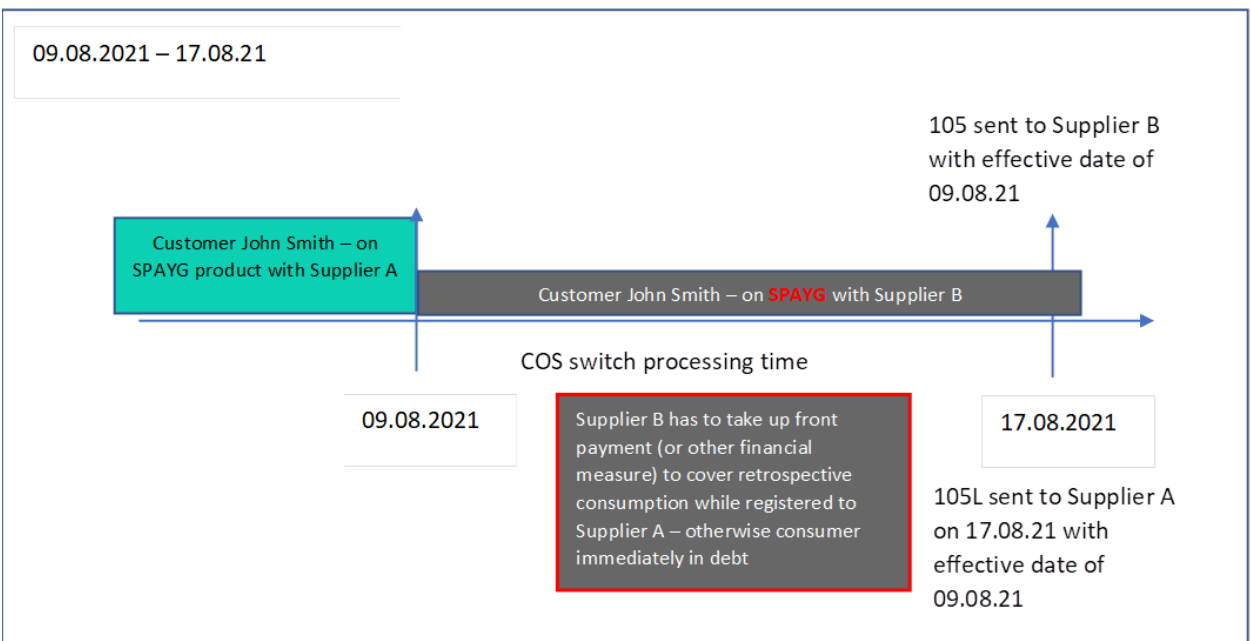 09.08.2021 – 17.08.21
105 sent to Supplier B
with effective date of
09.08.21
Customer John Smith – on
SPAYG product with Supplier A
Customer John Smith – on SPAYG with Supplier B
COS switch processing time
09.08.2021
Supplier B has to take up front
payment (or other financial
measure) to cover retrospective
consumption while registered to
Supplier A – otherwise consumer
immediately in debt
17.08.2021
105L sent to Supplier A
on 17.08.21 with
effective date of
09.08.21